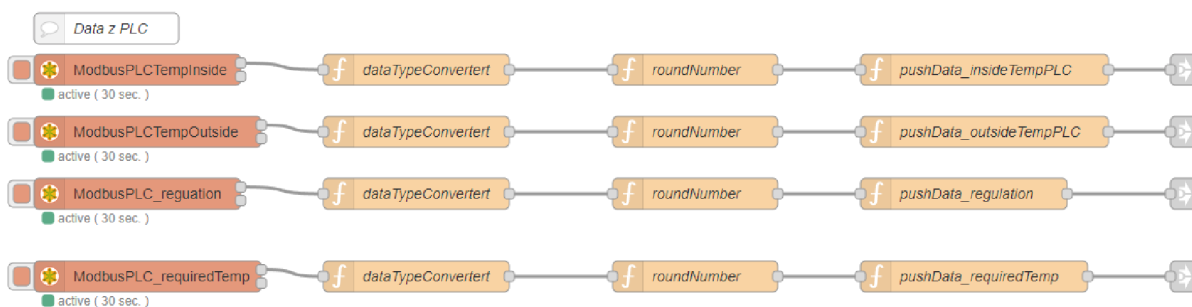 Data z PLC
ModbusPLCTempInside dataTypeConvertert roundNumber pushData_insideTempPLC
active ( 30 sec. )
ModbusPLCTempOutside dataTypeConvertert roundNumber pushData_outsideTempPLC
active ( 30 sec. )
ModbusPLC_reguation dataTypeConvertert roundNumber pushData_regulation
active ( 30 sec. )
ModbusPLC_requiredTemp dataTypeConvertert roundNumber pushData_requiredTemp
active ( 30 sec. )